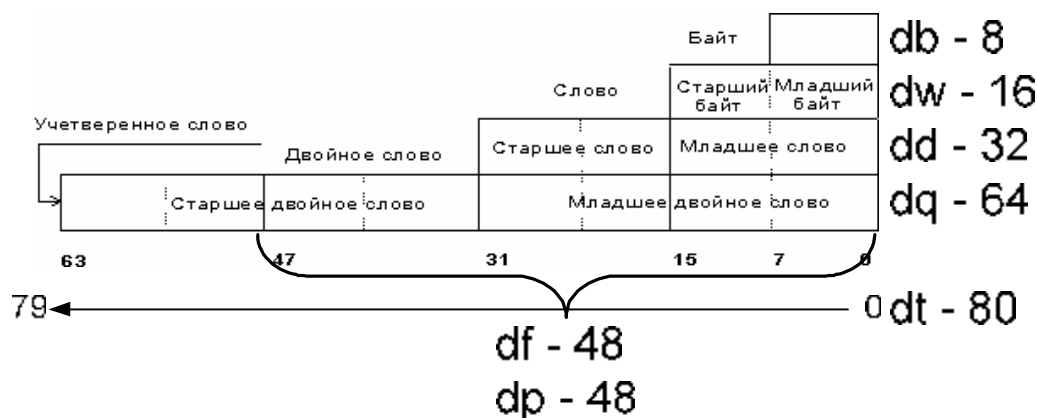 Байт db - 8
Слово Старший байт Младший байт dw - 16
Учетверенное слово
Двойное слово Старшее слово Младшее слово dd - 32
Старшее двойное слово Младшее двойное слово dq - 64
63 47 31 15 7 0
79 0 dt - 80
df - 48
dp - 48